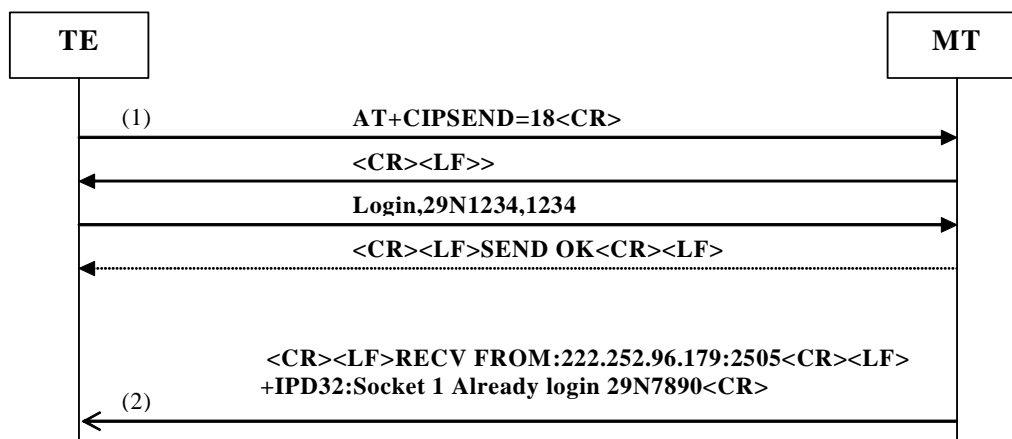 TE
MT
(1)
AT+CIPSEND=18<CR>
<CR><LF>>
Login,29N1234,1234
<CR><LF>SEND OK<CR><LF>
<CR><LF>RECV FROM:222.252.96.179:2505<CR><LF>
+IPD32:Socket 1 Already login 29N7890<CR>
(2)